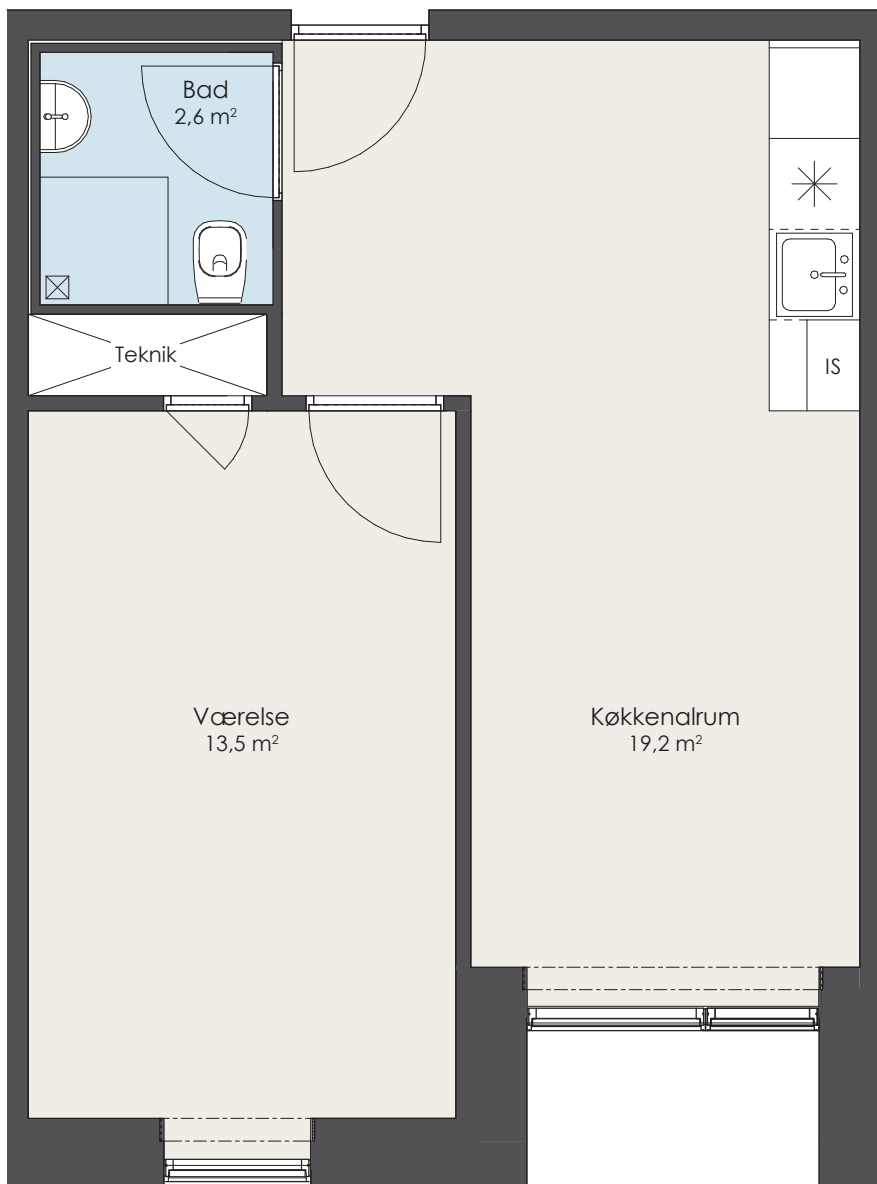 Bad
2,6 m²
Teknik
IS
Værelse
13,5 m²
Køkkenalrum
19,2 m²